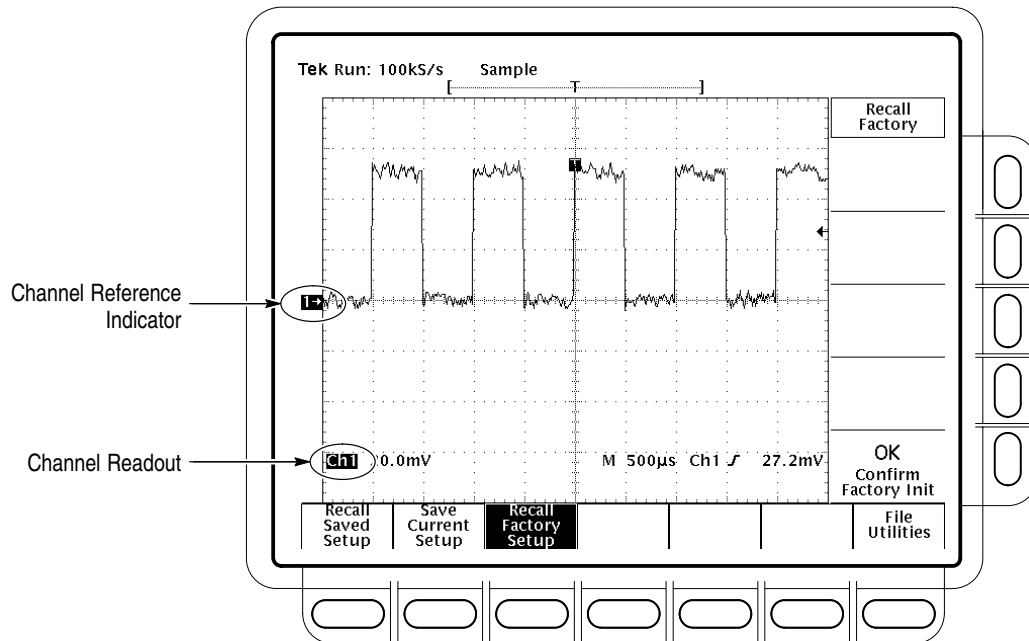 Tek Run: 100kS/s Sample
[ T ]
Recall
Factory
T
Channel Reference
Indicator
1→
Channel Readout
Ch1 0.0mV M 500µs Ch1 27.2mV
OK
Confirm
Factory Init
Recall
Saved
Setup
Save
Current
Setup
Recall
Factory
Setup
File
Utilities